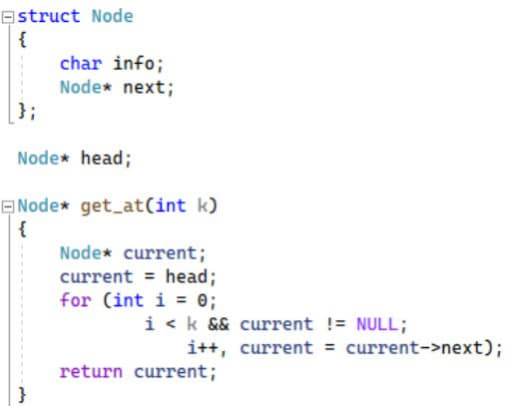 struct Node
{
    char info;
    Node* next;
};
Node* head;
Node* get_at(int k)
{
    Node* current;
    current = head;
    for (int i = 0;
            i < k && current != NULL;
                i++, current = current->next);
    return current;
}